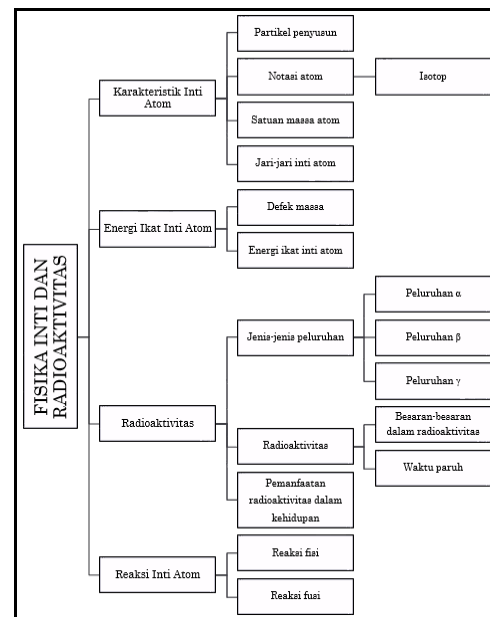 FISIKA INTI DAN
RADIOAKTIVITAS
Karakteristik Inti
Atom
Partikel penyusun
Notasi atom
Isotop
Satuan massa atom
Jari-jari inti atom
Energi Ikat Inti Atom
Defek massa
Energi ikat inti atom
Radioaktivitas
Jenis-jenis peluruhan
Peluruhan α
Peluruhan β
Peluruhan γ
Radioaktivitas
Besaran-besaran
dalam radioaktivitas
Waktu paruh
Pemanfaatan
radioaktivitas dalam
kehidupan
Reaksi Inti Atom
Reaksi fisi
Reaksi fusi